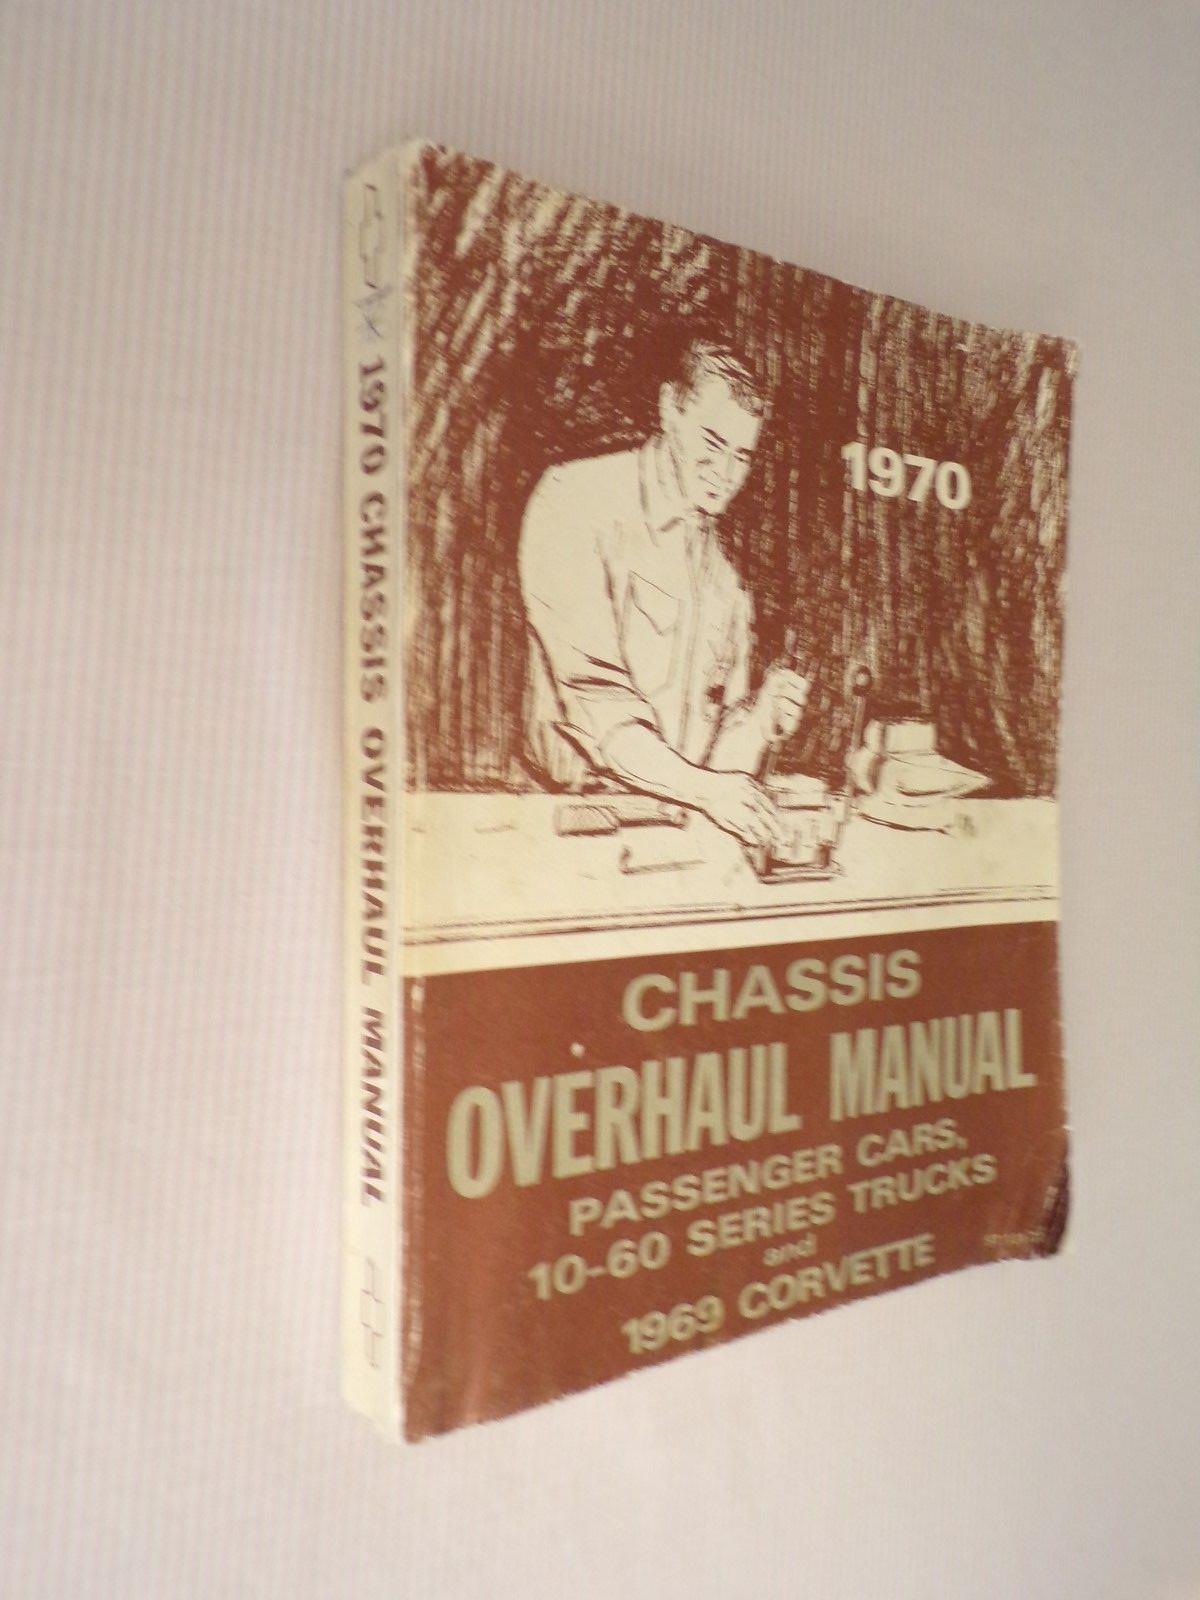 1970 CHASSIS OVERHAUL MANUAL
1970
CHASSIS
OVERHAUL MANUAL
PASSENGER CARS,
10-60 SERIES TRUCKS
and
1969 CORVETTE